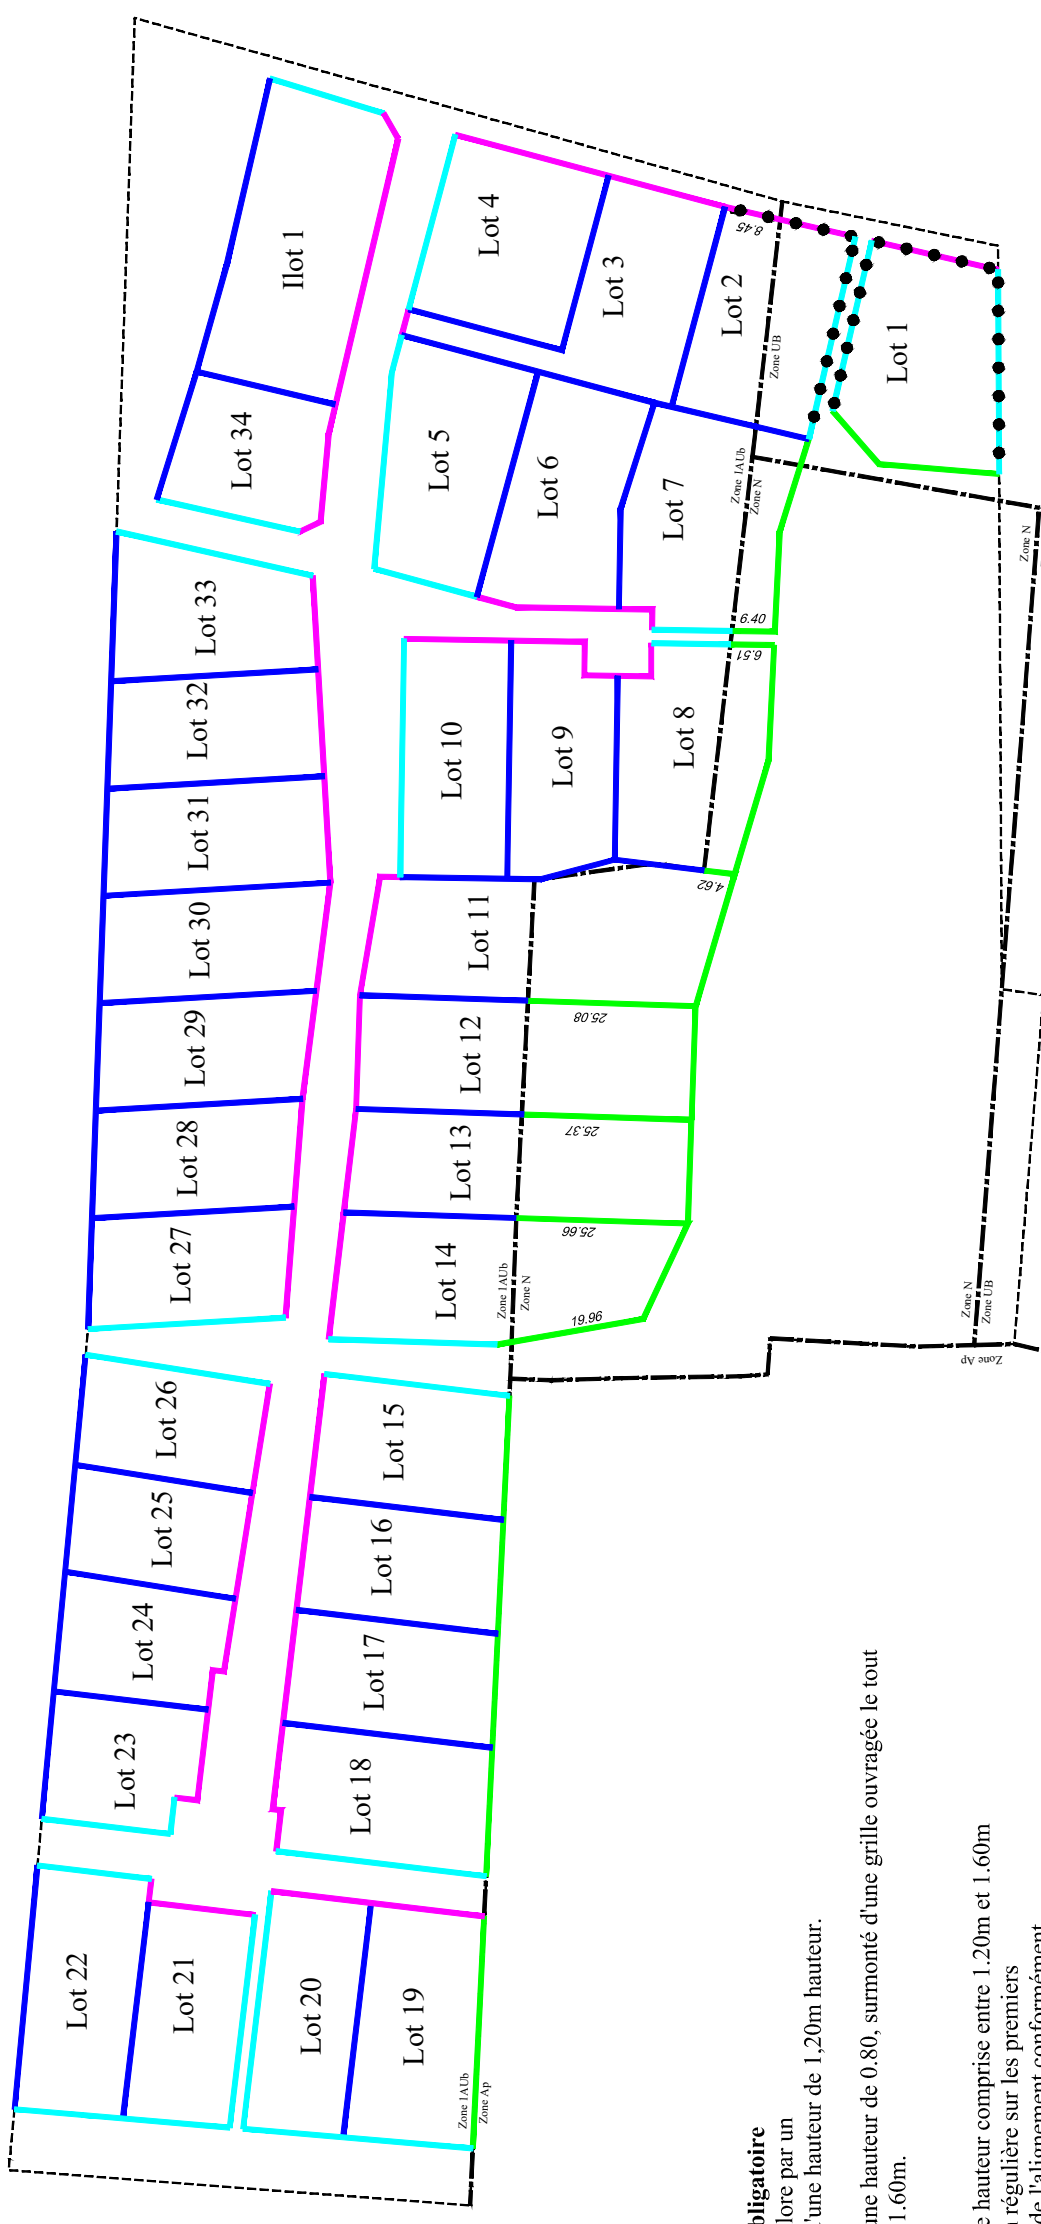 Ilot 1
Lot 34
Lot 4
Lot 3
Lot 2
Lot 1
8.45
Zone UB
Lot 5
Lot 6
Lot 7
Zone 1AUb
Zone N
Zone N
6.40
6.51
Lot 33
Lot 32
Lot 31
Lot 30
Lot 29
Lot 28
Lot 27
Lot 10
Lot 9
Lot 8
4.62
Lot 11
Lot 12
Lot 13
Lot 14
25.08
25.37
25.66
19.61
Zone 1AUb
Zone N
Zone N
Zone UB
Zone Ap
Lot 26
Lot 25
Lot 24
Lot 23
Lot 15
Lot 16
Lot 17
Lot 18
Lot 22
Lot 21
Lot 20
Lot 19
Zone 1AUb
Zone Ap
bligatoire
lore par un
'une hauteur de 1,20m hauteur.
une hauteur de 0.80, surmonté d'une grille ouvragée le tout
1.60m.
e hauteur comprise entre 1.20m et 1.60m
régulière sur les premiers
de l'alignement conformément